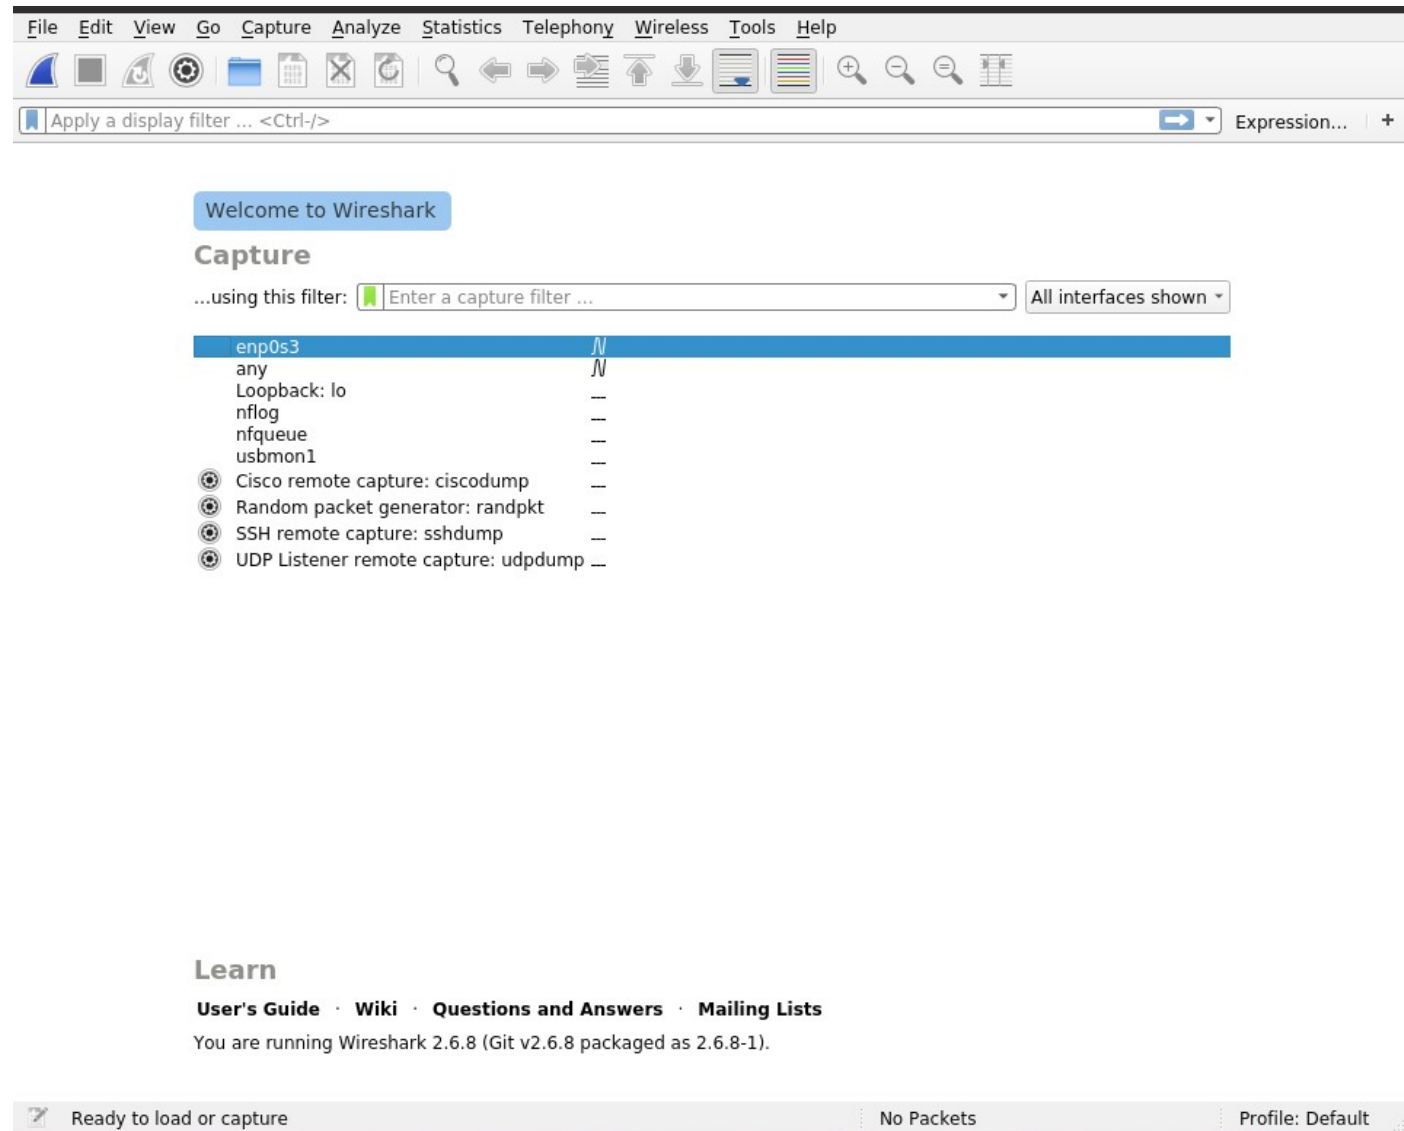 File Edit View Go Capture Analyze Statistics Telephony Wireless Tools Help
Apply a display filter ... <Ctrl-/> Expression... +
Welcome to Wireshark
Capture
...using this filter: Enter a capture filter ... All interfaces shown
enp0s3
any
Loopback: lo
nflog
nfqueue
usbmon1
Cisco remote capture: ciscodump
Random packet generator: randpkt
SSH remote capture: sshdump
UDP Listener remote capture: udpdump
Learn
User's Guide · Wiki · Questions and Answers · Mailing Lists
You are running Wireshark 2.6.8 (Git v2.6.8 packaged as 2.6.8-1).
Ready to load or capture No Packets Profile: Default